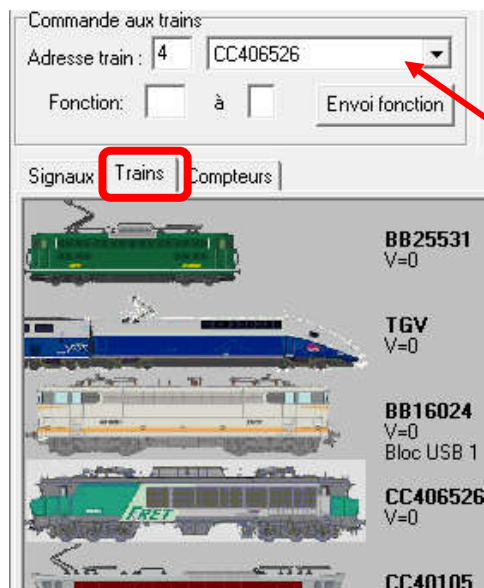 Commande aux trains
Adresse train : 4 CC406526
Fonction: à Envoi fonction
Signaux Trains Compteurs
BB25531
V=0
TGV
V=0
BB16024
V=0
Bloc USB 1
FRET
CC406526
V=0
CC40105